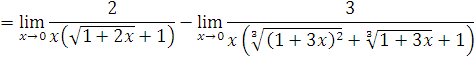 = lim_{x→0} 2 / (x(√(1 + 2x) + 1)) − lim_{x→0} 3 / (x(∛((1 + 3x)²) + ∛(1 + 3x) + 1))